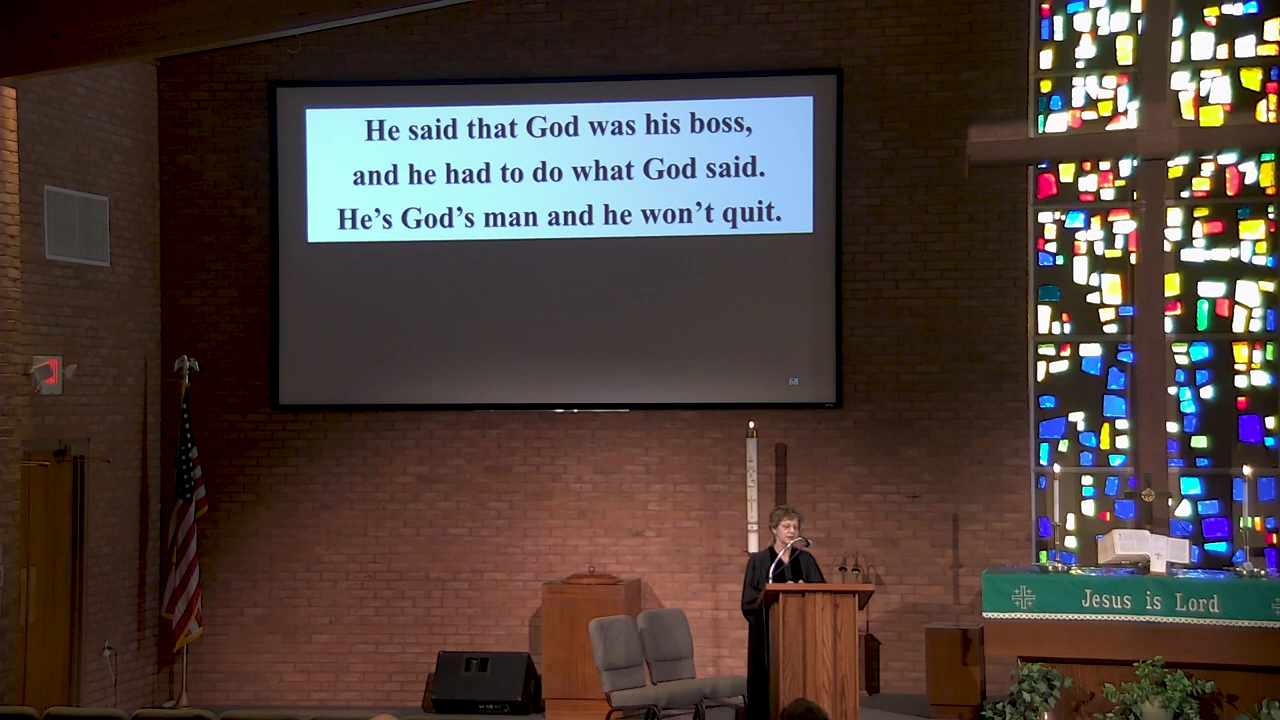 He said that God was his boss,
and he had to do what God said.
He's God's man and he won't quit.
68
Jesus is Lord